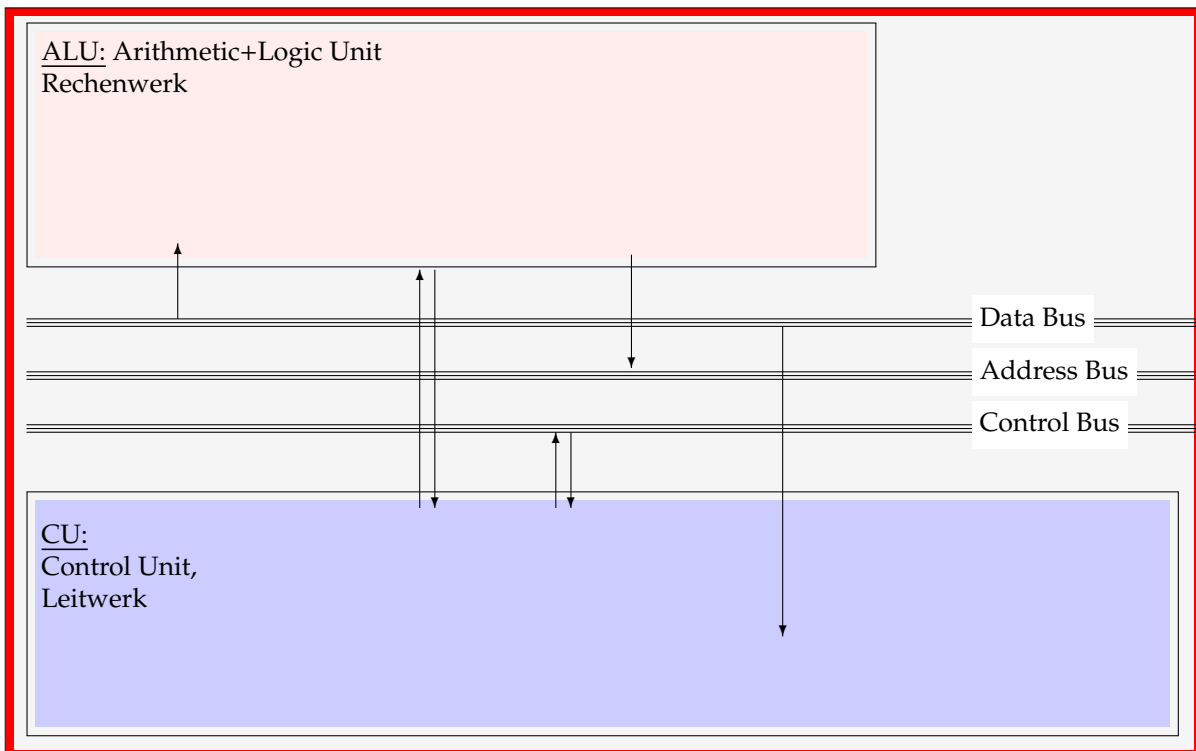 ALU: Arithmetic+Logic Unit
Rechenwerk
Data Bus
Address Bus
Control Bus
CU:
Control Unit,
Leitwerk